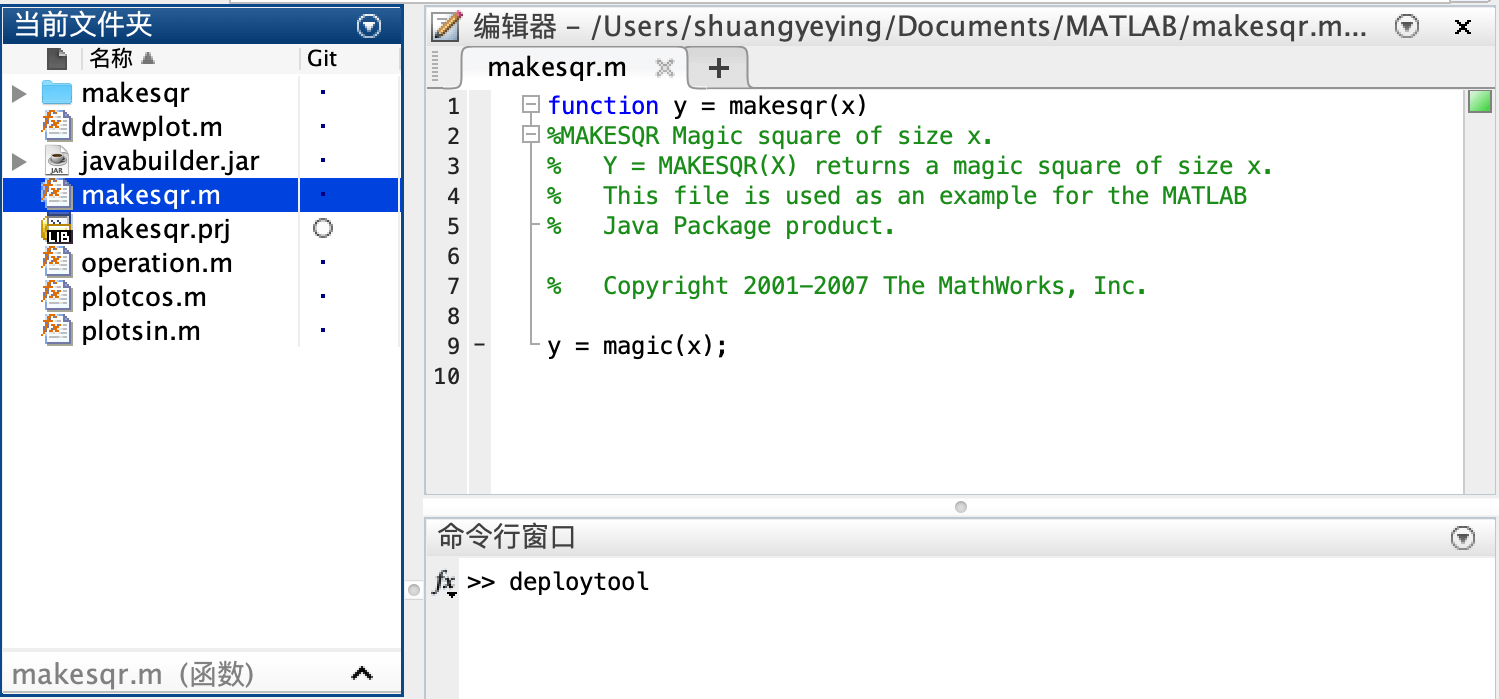 当前文件夹
名称 Git
makesqr
drawplot.m
javabuilder.jar
makesqr.m
makesqr.prj
operation.m
plotcos.m
plotsin.m
makesqr.m (函数)
编辑器 – /Users/shuangyeying/Documents/MATLAB/makesqr.m...
makesqr.m
1 function y = makesqr(x)
2 %MAKESQR Magic square of size x.
3 %   Y = MAKESQR(X) returns a magic square of size x.
4 %   This file is used as an example for the MATLAB
5 %   Java Package product.
6
7 %   Copyright 2001-2007 The MathWorks, Inc.
8
9 – y = magic(x);
10
命令行窗口
fx >> deploytool